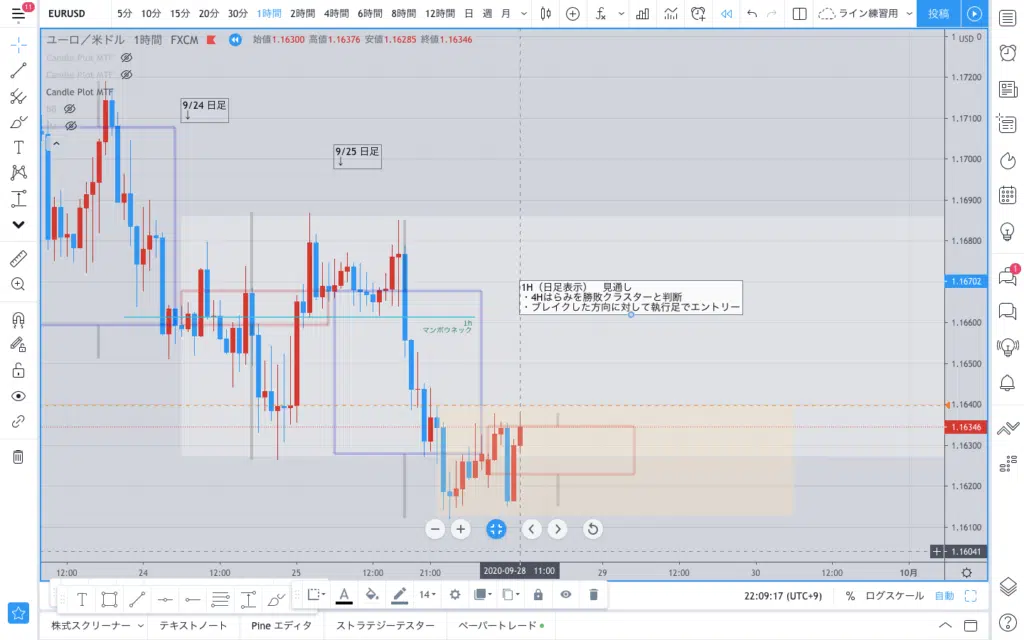 11
EURUSD
5分 10分 15分 20分 30分 1時間 2時間 4時間 6時間 8時間 12時間 日 週 月
ライン練習用
投稿
ユーロ／米ドル 1時間 FXCM
始値1.16300 高値1.16376 安値1.16285 終値1.16346
USD
Candle Plot MTF
Candle Plot MTF
Candle Plot MTF
9/24 日足
↓
9/25 日足
↓
1H（日足表示） 見通し
・4Hはらみを勝敗クラスターと判断
・ブレイクした方向に対して執行足でエントリー
1h
マンボウネック
1.17200
1.17100
1.17000
1.16900
1.16800
1.16702
1.16600
1.16500
1.16400
1.16346
1.16300
1.16200
1.16100
1.16041
1
12:00 24 12:00 25 12:00 21:00 2020-09-28 11:00 29 12:00 30 12:00 10月
T
A
14
22:09:17 (UTC+9) % ログスケール 自動
株式スクリーナー テキストノート Pine エディタ ストラテジーテスター ペーパートレード